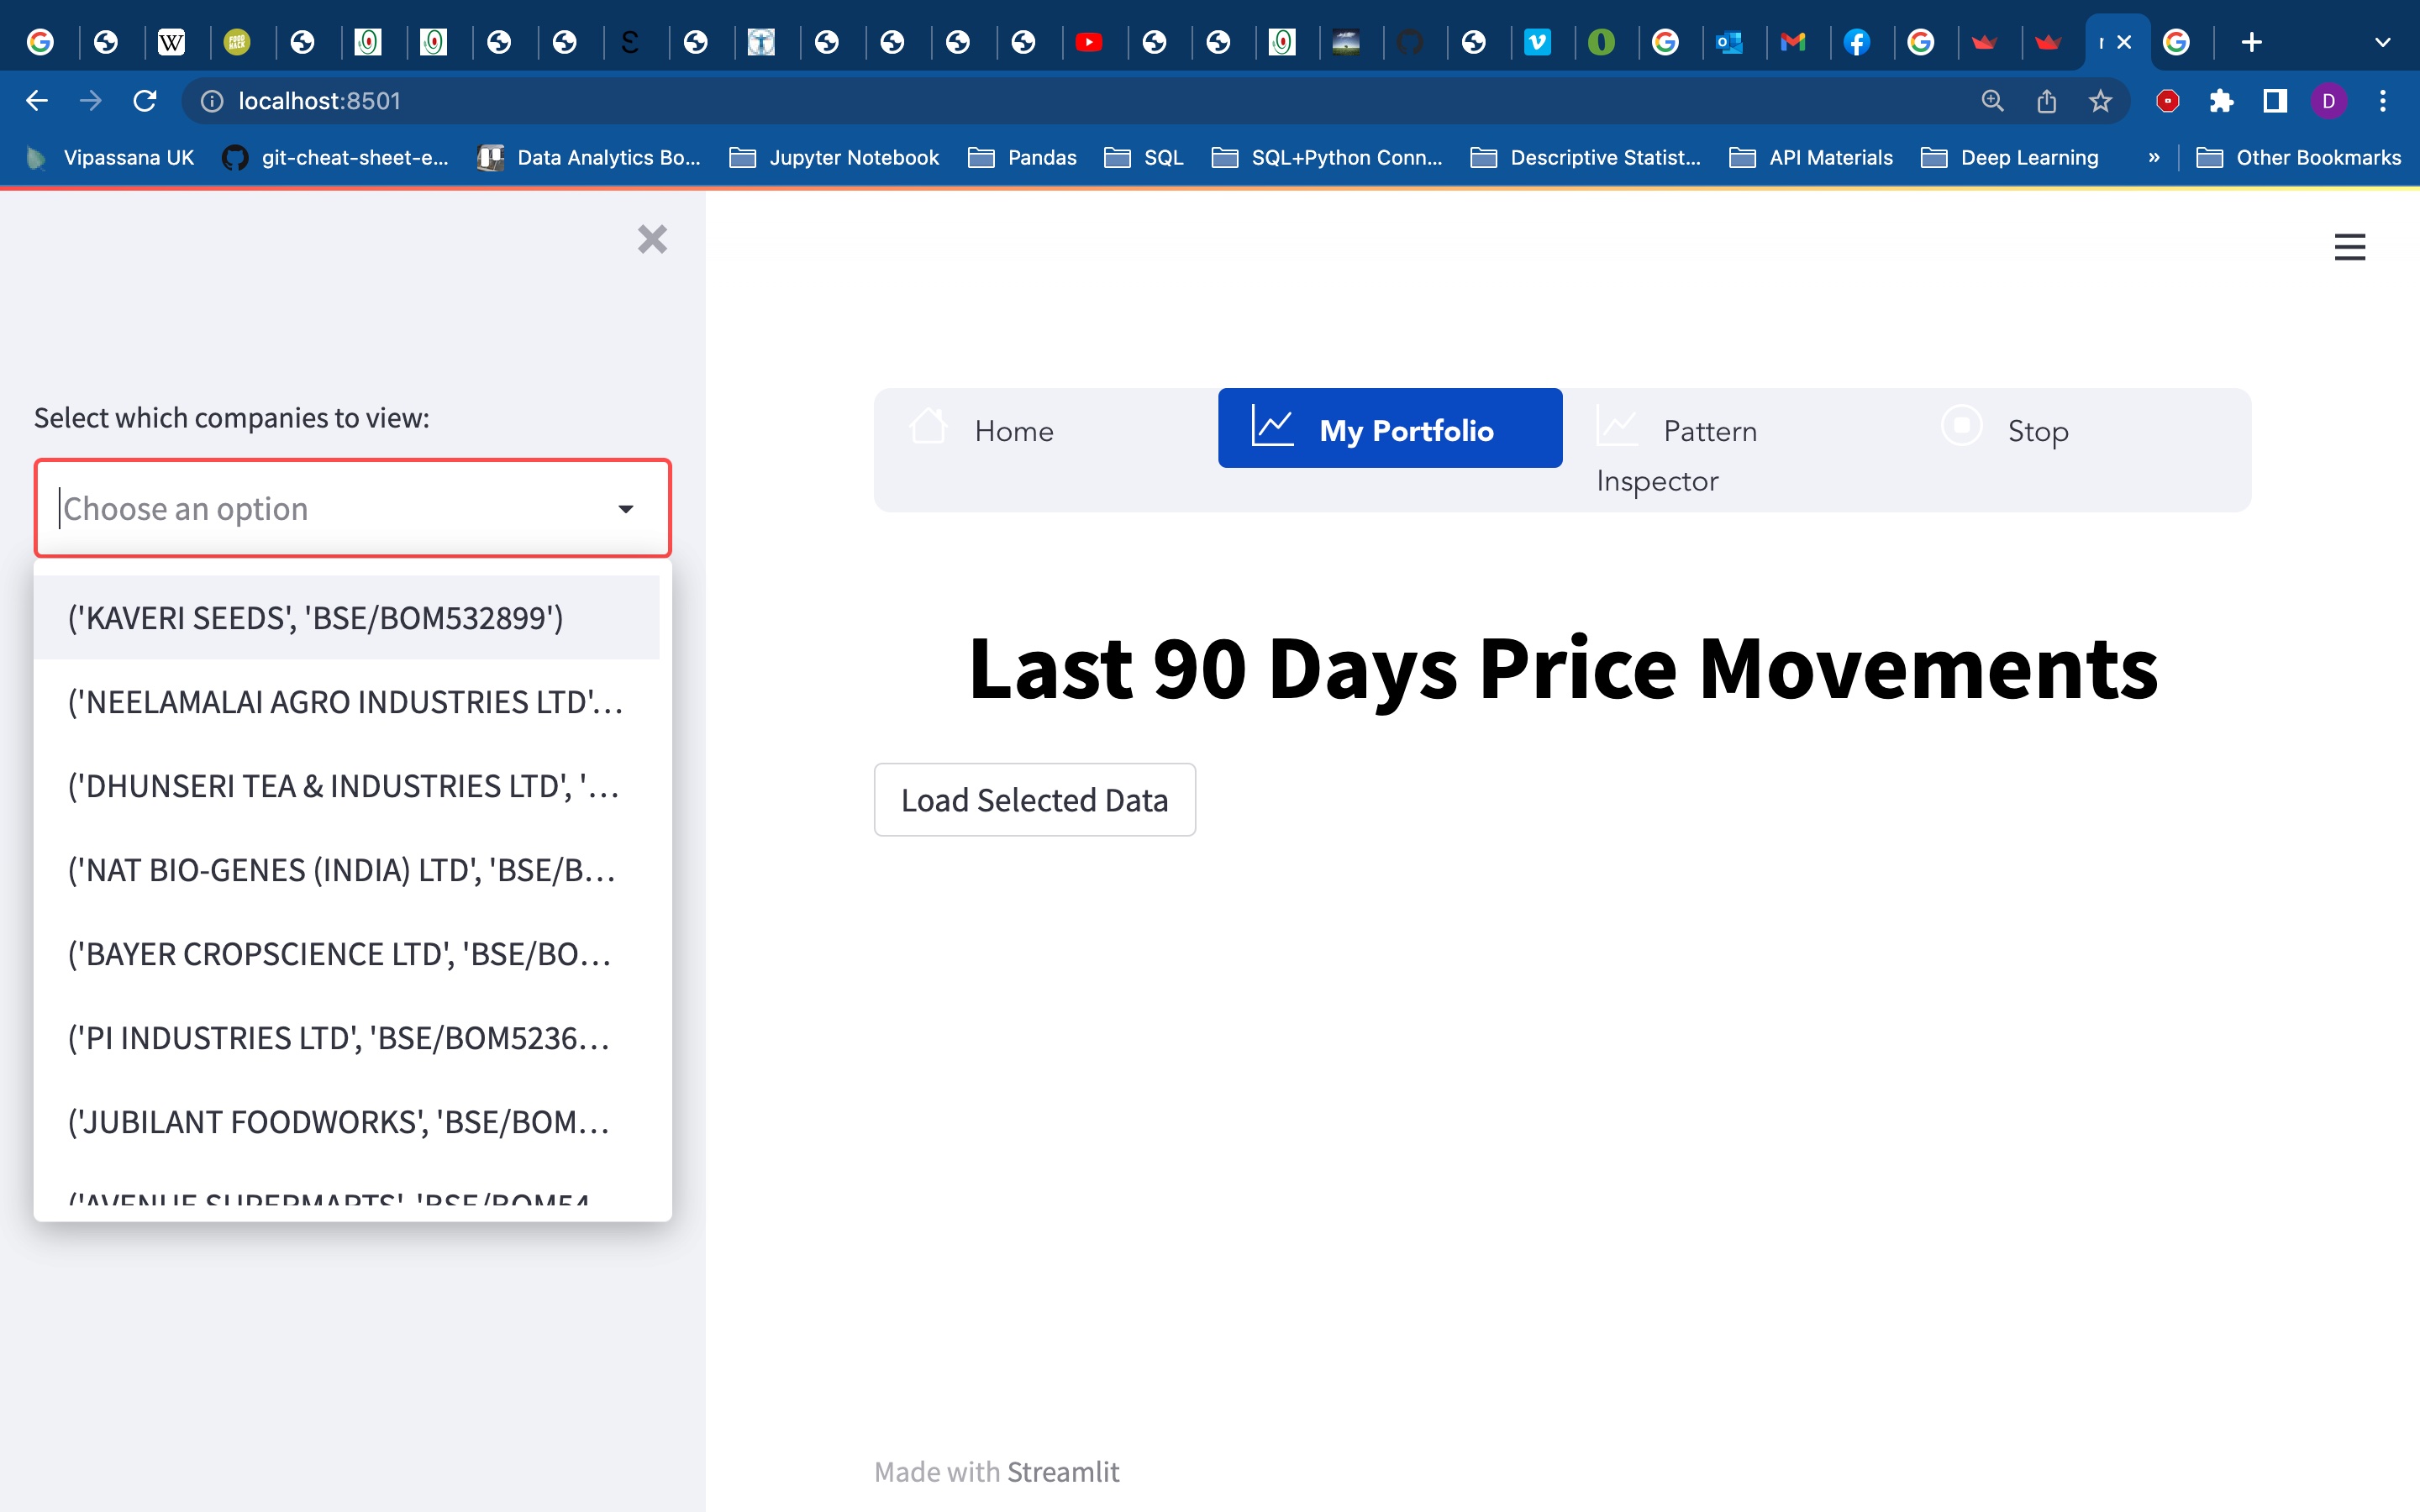 localhost:8501
Vipassana UK
git-cheat-sheet-e...
Data Analytics Bo...
Jupyter Notebook
Pandas
SQL
SQL+Python Conn...
Descriptive Statist...
API Materials
Deep Learning
»
Other Bookmarks
D
Select which companies to view:
Choose an option
('KAVERI SEEDS', 'BSE/BOM532899')
('NEELAMALAI AGRO INDUSTRIES LTD'...
('DHUNSERI TEA & INDUSTRIES LTD', '...
('NAT BIO-GENES (INDIA) LTD', 'BSE/B...
('BAYER CROPSCIENCE LTD', 'BSE/BO...
('PI INDUSTRIES LTD', 'BSE/BOM5236...
('JUBILANT FOODWORKS', 'BSE/BOM...
('AVENUE SUPERMARTS', 'BSE/BOM54
Home
My Portfolio
Pattern
Inspector
Stop
Last 90 Days Price Movements
Load Selected Data
Made with Streamlit